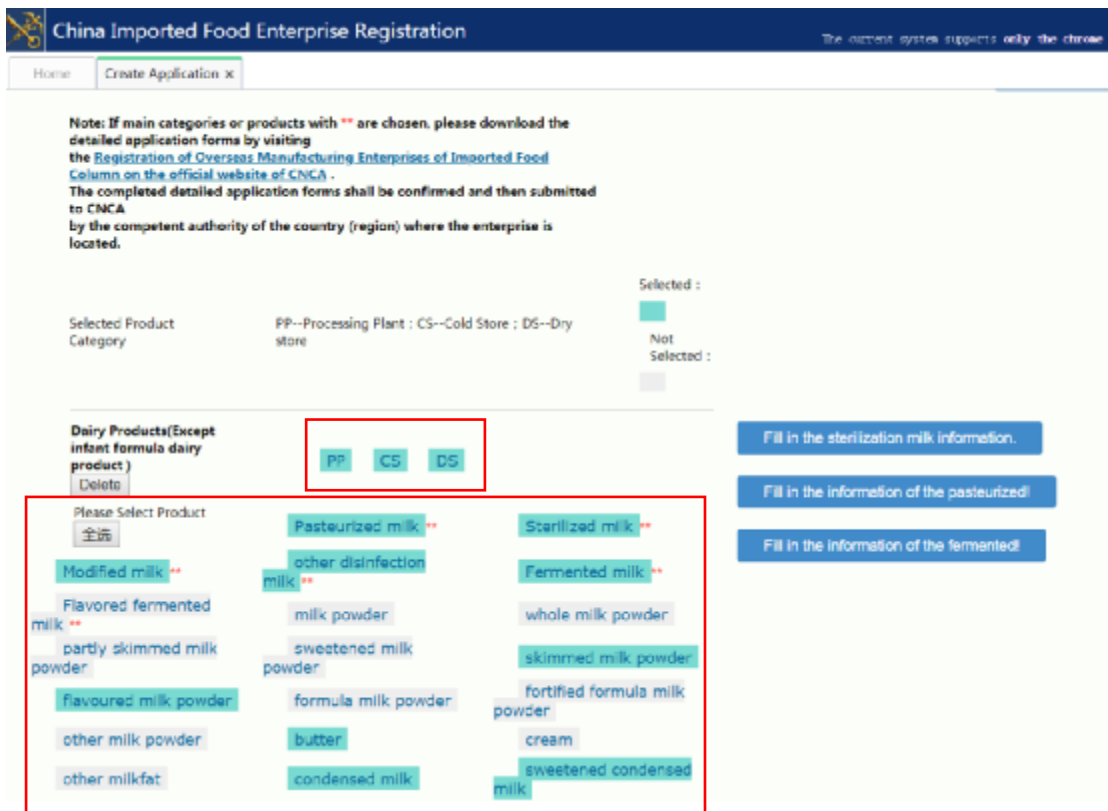 China Imported Food Enterprise Registration
The current system supports only the chrome
Home
Create Application x
Note: If main categories or products with ** are chosen, please download the
detailed application forms by visiting
the Registration of Overseas Manufacturing Enterprises of Imported Food
Column on the official website of CNCA .
The completed detailed application forms shall be confirmed and then submitted
to CNCA
by the competent authority of the country (region) where the enterprise is
located.
Selected :
Selected Product
Category
PP--Processing Plant ; CS--Cold Store ; DS--Dry
store
Not
Selected :
Dairy Products(Except
infant formula dairy
product )
Delete
PP CS DS
Fill in the sterilization milk information.
Fill in the information of the pasteurized!
Fill in the information of the fermented!
Please Select Product
全选
Pasteurized milk **
Sterilized milk **
Modified milk **
other disinfection
milk **
Fermented milk **
Flavored fermented
milk **
milk powder
whole milk powder
partly skimmed milk
powder
sweetened milk
powder
skimmed milk powder
flavoured milk powder
formula milk powder
fortified formula milk
powder
other milk powder
butter
cream
other milkfat
condensed milk
sweetened condensed
milk